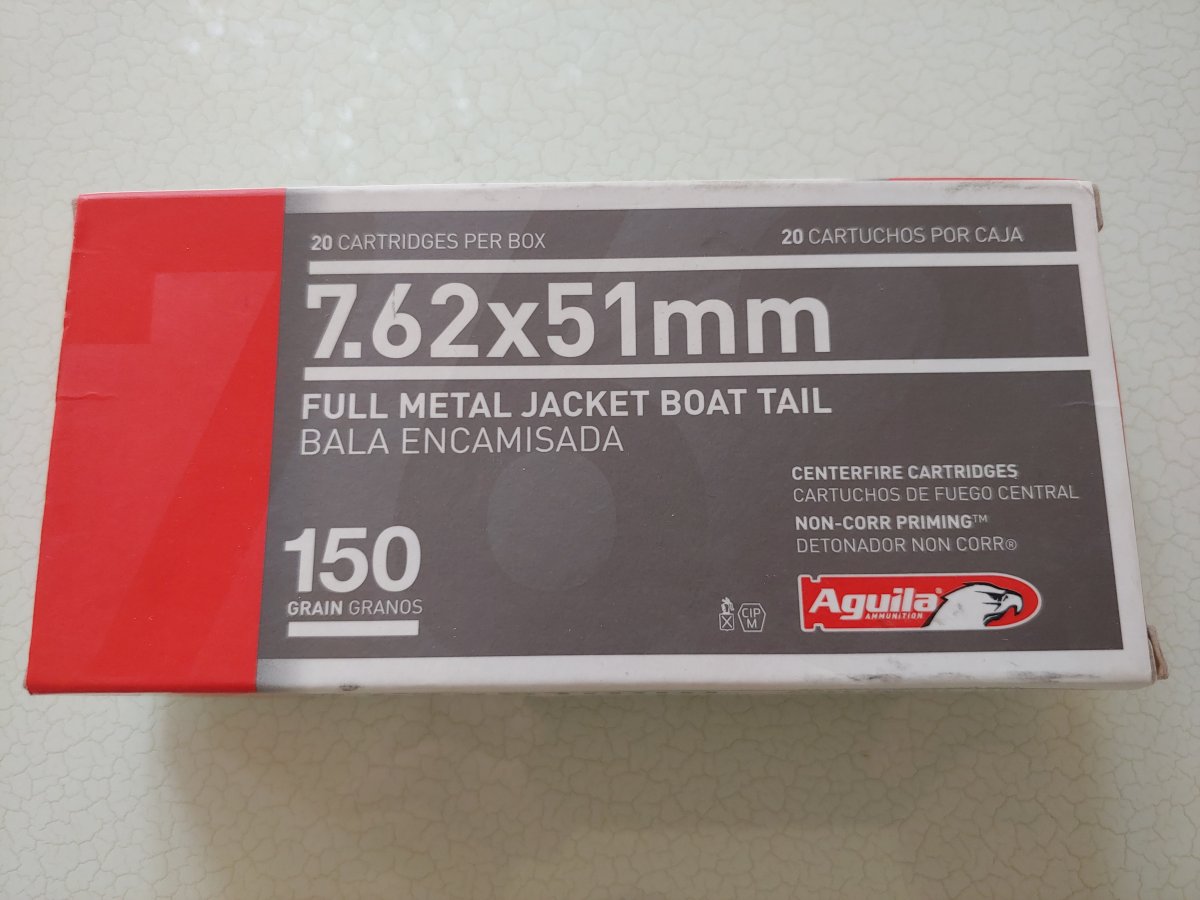 20 CARTRIDGES PER BOX
20 CARTUCHOS POR CAJA
7.62x51mm
FULL METAL JACKET BOAT TAIL
BALA ENCAMISADA
CENTERFIRE CARTRIDGES
CARTUCHOS DE FUEGO CENTRAL
NON-CORR PRIMING™
DETONADOR NON CORR®
150
GRAIN GRANOS
CIP
M
Aguila®
AMMUNITION